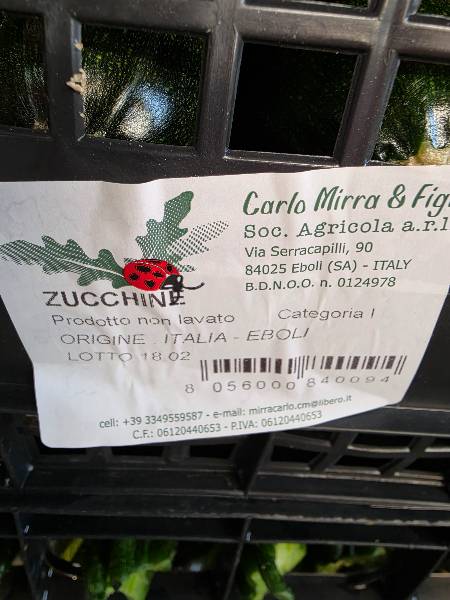 Carlo Mirra & Figl
Soc. Agricola a.r.l
Via Serracapilli, 90
84025 Eboli (SA) - ITALY
B.D.N.O.O. n. 0124978
ZUCCHINE
Prodotto non lavato Categoria I
ORIGINE : ITALIA - EBOLI
LOTTO 18.02
8 056000 840094
cell: +39 3349559587 - e-mail: mirracarlo.cm@libero.it
C.F.: 06120440653 - P.IVA: 06120440653